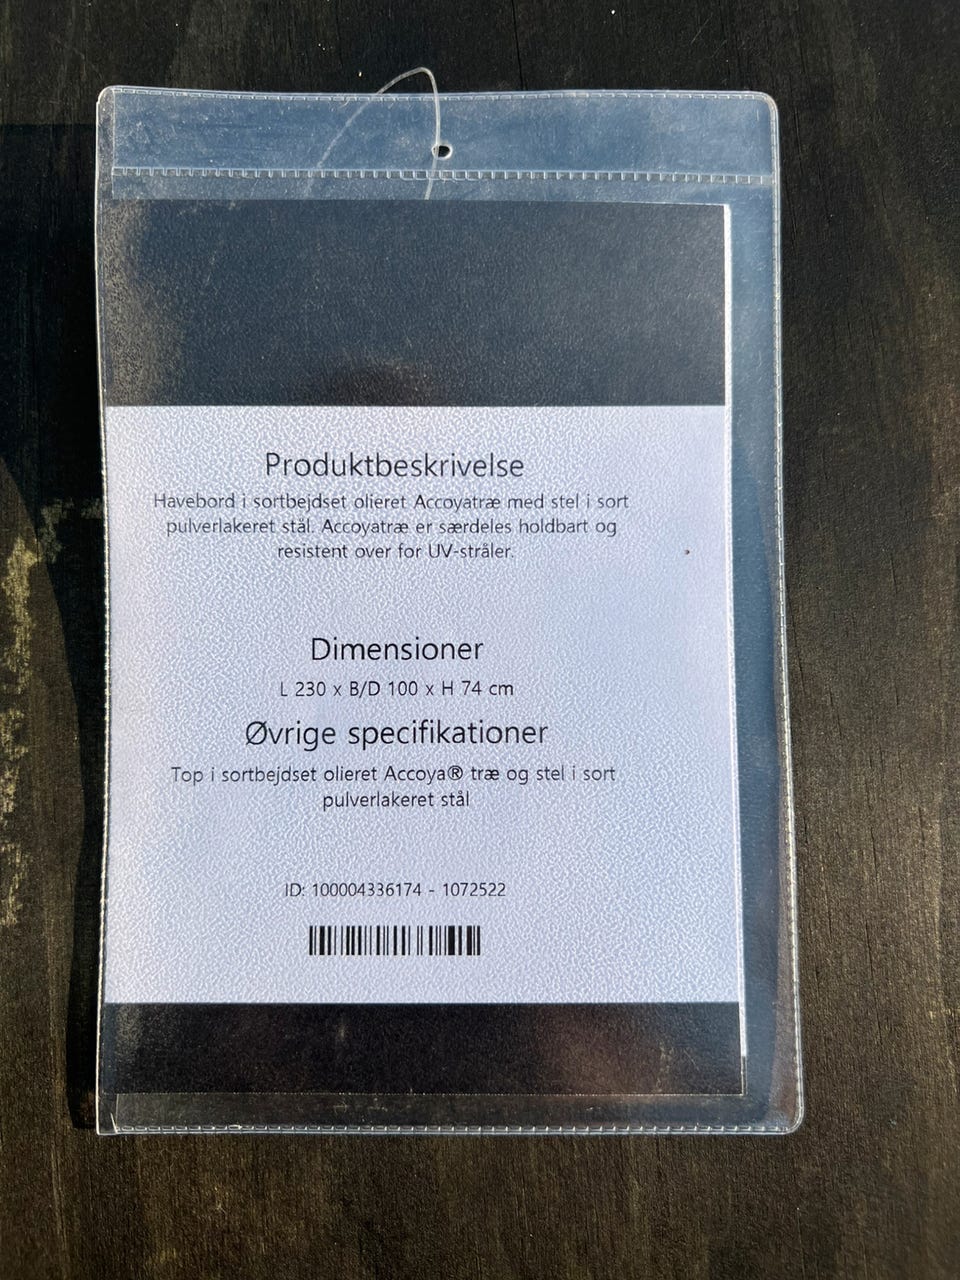 Produktbeskrivelse
Havebord i sortbejdset olieret Accoyatræ med stel i sort
pulverlakeret stål. Accoyatræ er særdeles holdbart og
resistent over for UV-stråler.
Dimensioner
L 230 x B/D 100 x H 74 cm
Øvrige specifikationer
Top i sortbejdset olieret Accoya® træ og stel i sort
pulverlakeret stål
ID: 100004336174 - 1072522